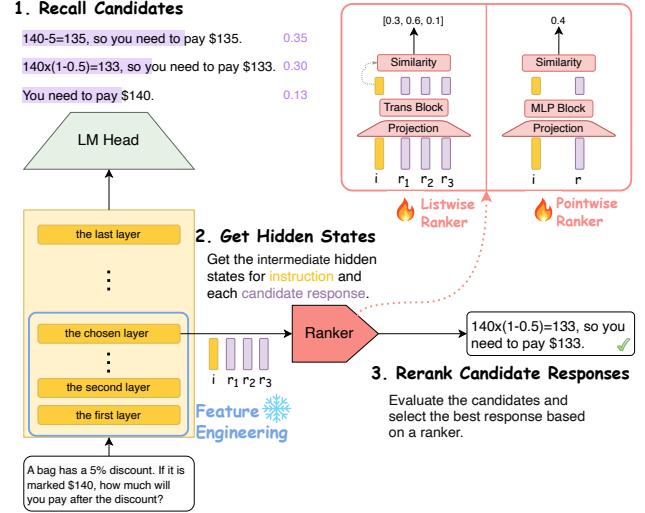 1. Recall Candidates
140-5=135, so you need to pay $135. 0.35
140x(1-0.5)=133, so you need to pay $133. 0.30
You need to pay $140. 0.13
LM Head
the last layer
the chosen layer
the second layer
the first layer
A bag has a 5% discount. If it is
marked $140, how much will
you pay after the discount?
Feature
Engineering
2. Get Hidden States
Get the intermediate hidden
states for instruction and
each candidate response.
i r1 r2 r3
Ranker
140x(1-0.5)=133, so you
need to pay $133.
3. Rerank Candidate Responses
Evaluate the candidates and
select the best response based
on a ranker.
[0.3, 0.6, 0.1]
Similarity
Trans Block
Projection
i r1 r2 r3
Listwise
Ranker
0.4
Similarity
MLP Block
Projection
i r
Pointwise
Ranker